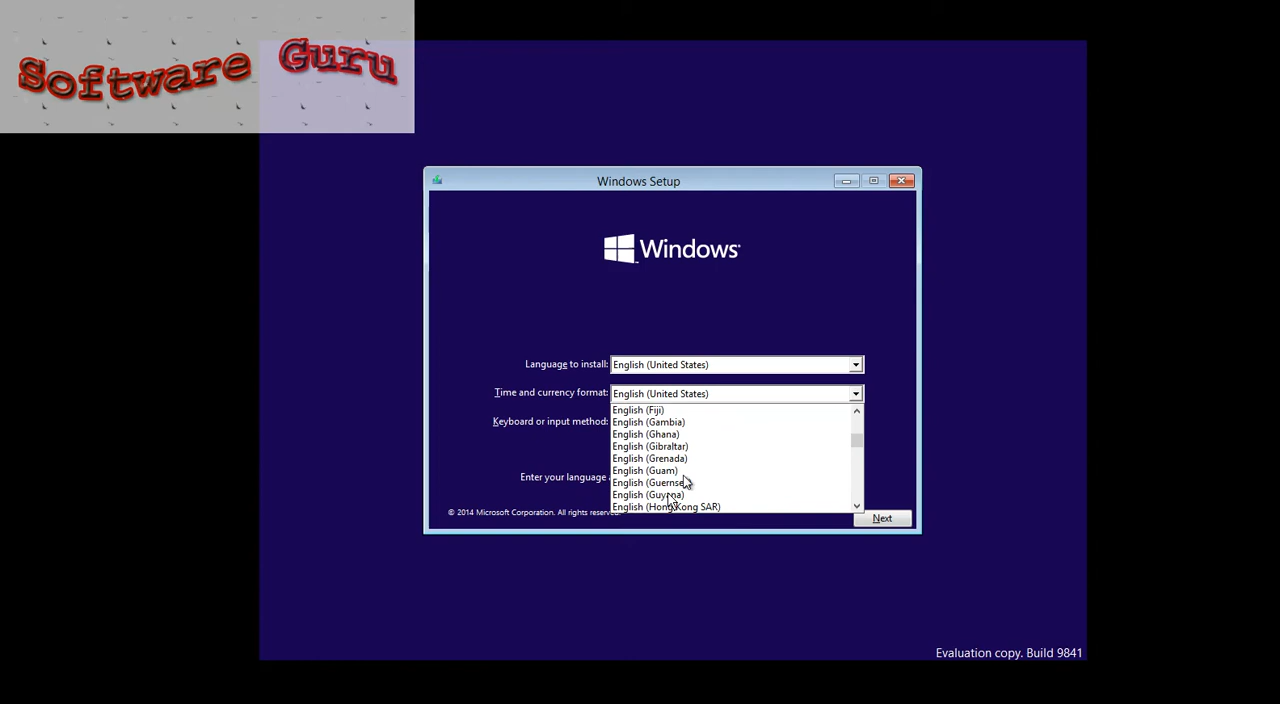 Software Guru
Windows Setup
Windows
Language to install: English (United States)
Time and currency format: English (United States)
English (Fiji)
Keyboard or input method: English (Gambia)
English (Ghana)
English (Gibraltar)
English (Grenada)
English (Guam)
Enter your language English (Guernse
English (Guyana)
English (Hong Kong SAR)
© 2014 Microsoft Corporation. All rights reserve
Next
Evaluation copy. Build 9841